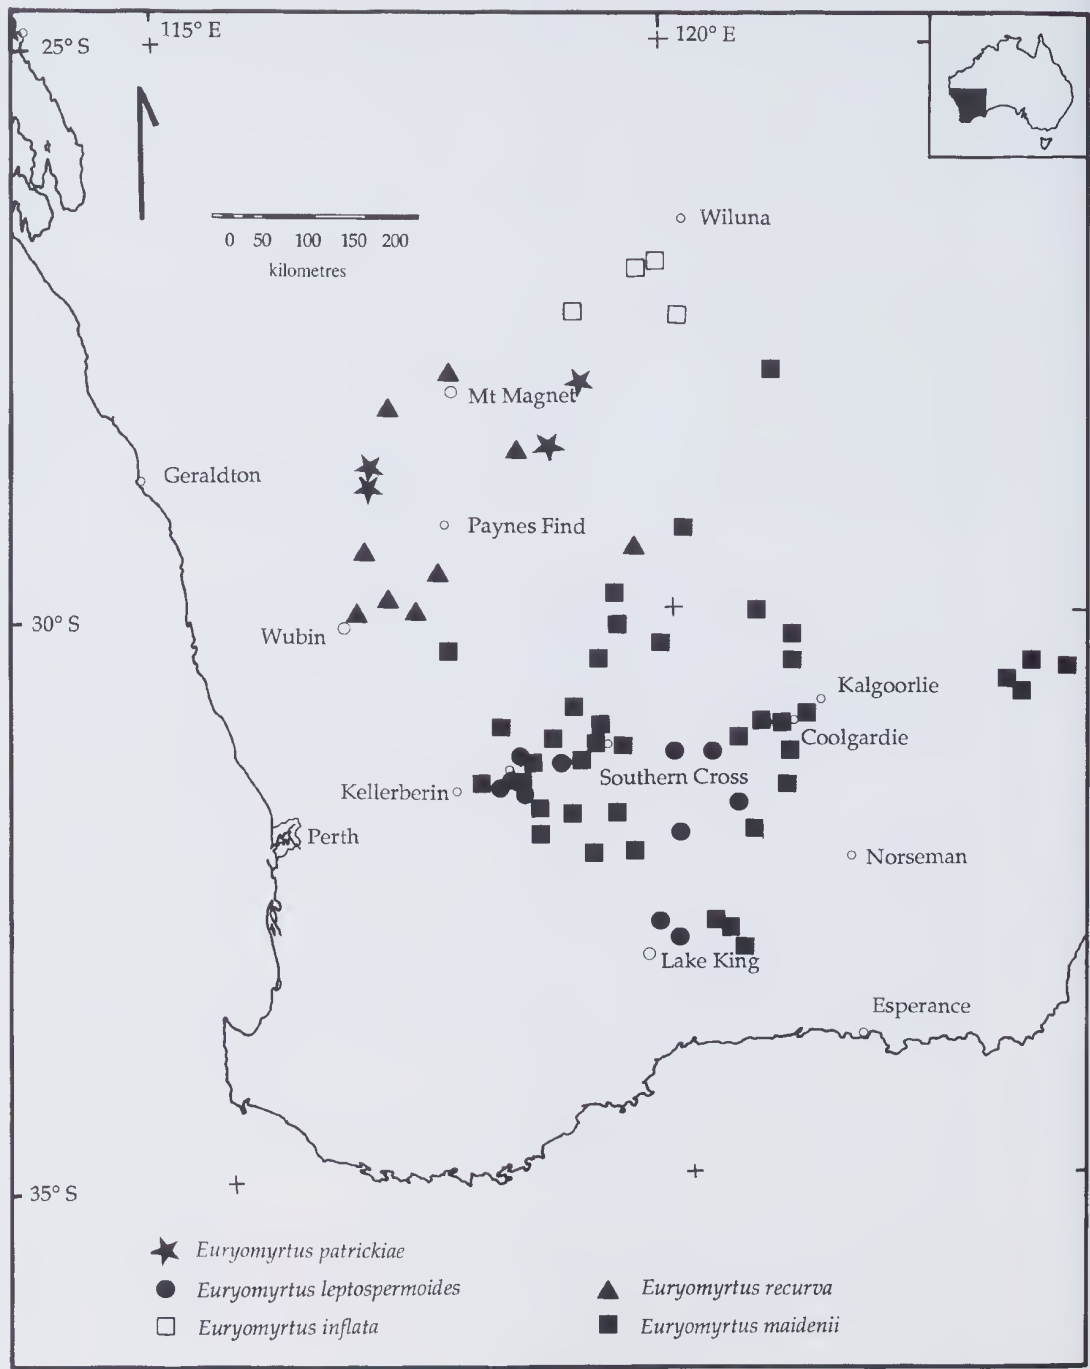 115° E
120° E
25° S
Wiluna
0 50 100 150 200
kilometres
Mt Magnet
Geraldton
Paynes Find
30° S
Wubin
Kalgoorlie
Coolgardie
Southern Cross
Kellerberin
Perth
Norseman
Lake King
Esperance
35° S
Euryomyrtus patrickiae
Euryomyrtus leptospermoides
Euryomyrtus recurva
Euryomyrtus inflata
Euryomyrtus maidenii